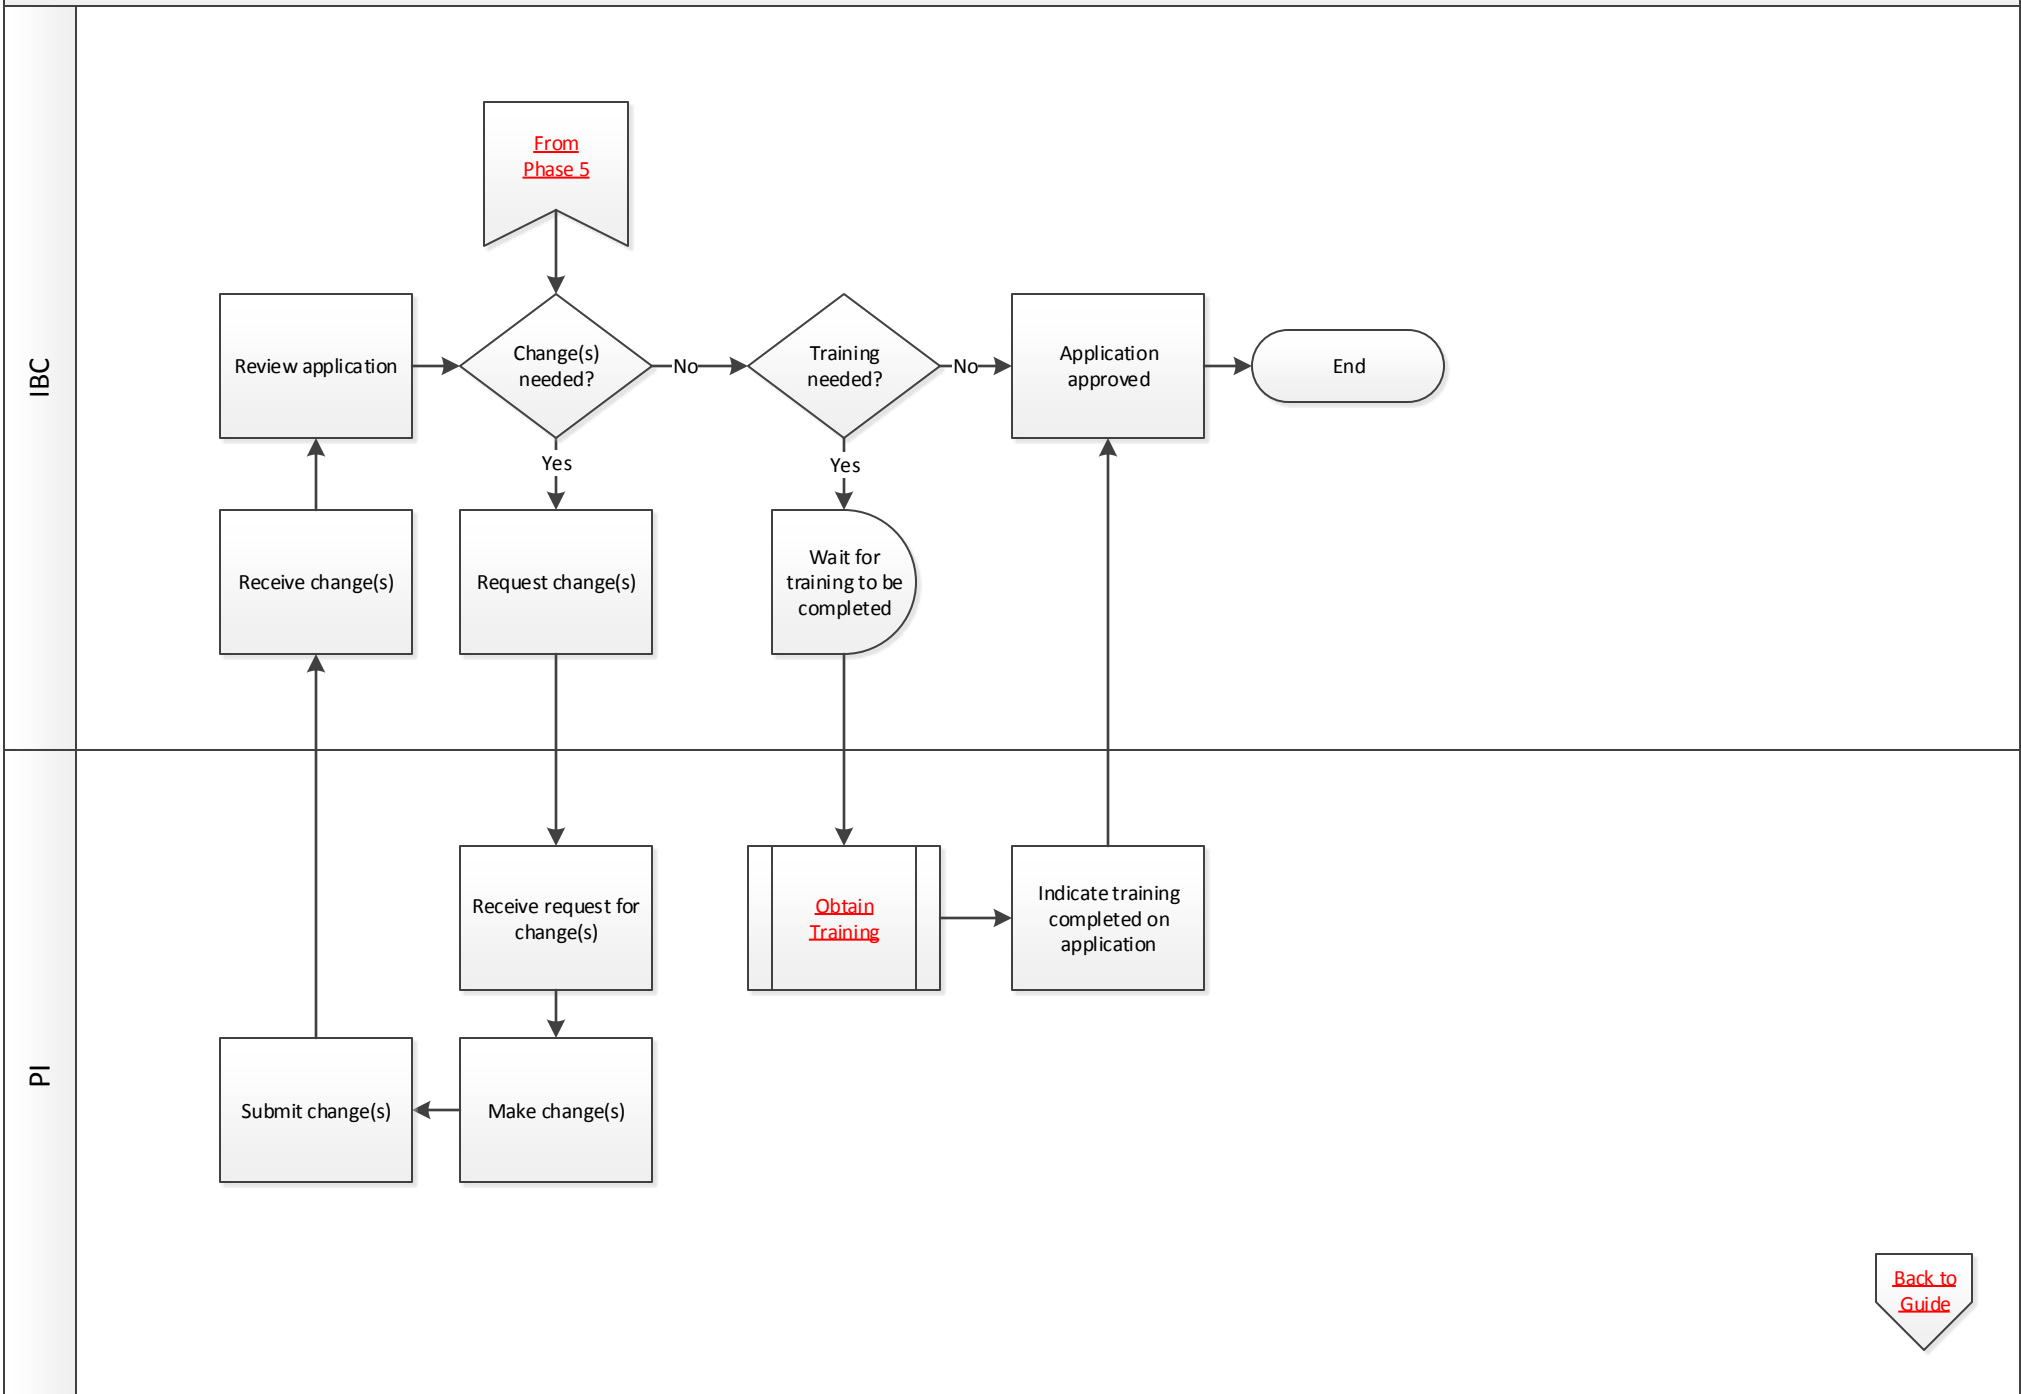 IBC
From
Phase 5
Review application
Change(s)
needed?
No
Training
needed?
No
Application
approved
End
Yes
Yes
Receive change(s)
Request change(s)
Wait for
training to be
completed
PI
Receive request for
change(s)
Obtain
Training
Indicate training
completed on
application
Submit change(s)
Make change(s)
Back to
Guide